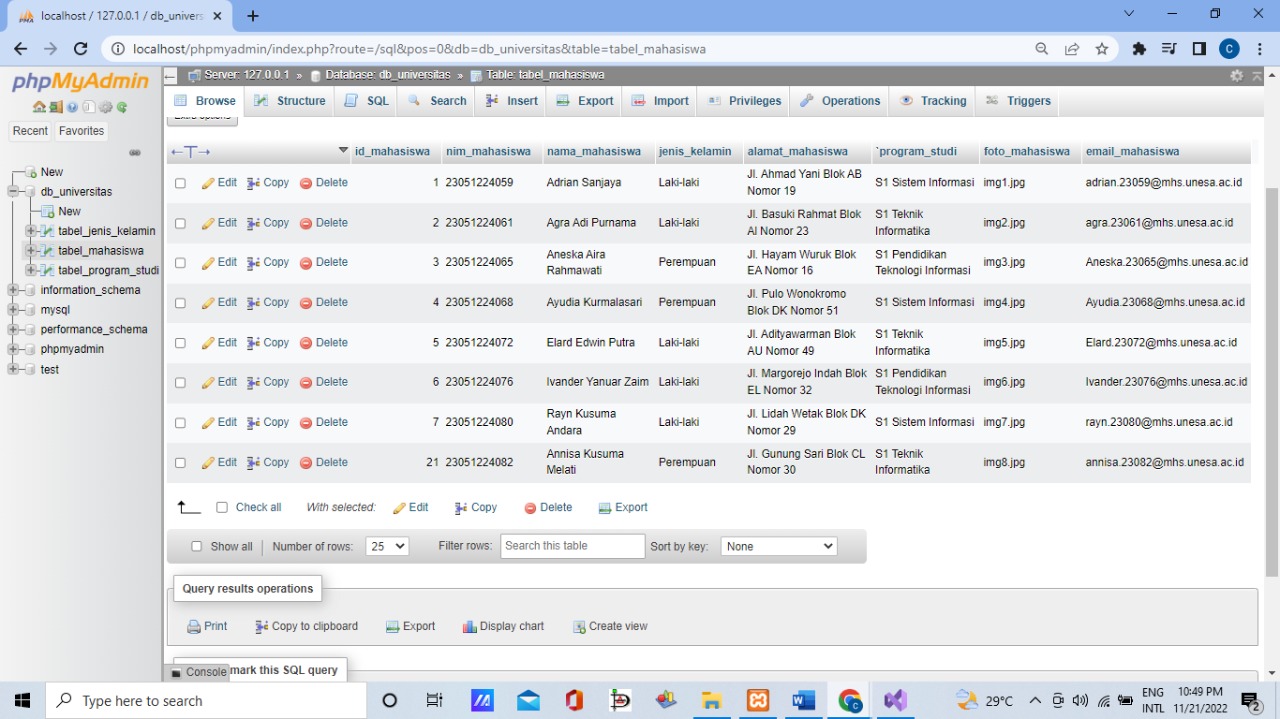 localhost / 127.0.0.1 / db_univers
localhost/phpmyadmin/index.php?route=/sql&pos=0&db=db_universitas&table=tabel_mahasiswa
C
phpMyAdmin
Recent Favorites
New
db_universitas
New
tabel_jenis_kelamin
tabel_mahasiswa
tabel_program_studi
information_schema
mysql
performance_schema
phpmyadmin
test
Server: 127.0.0.1 » Database: db_universitas » Table: tabel_mahasiswa
Browse Structure SQL Search Insert Export Import Privileges Operations Tracking Triggers
Extra options
←T→ id_mahasiswa nim_mahasiswa nama_mahasiswa jenis_kelamin alamat_mahasiswa `program_studi foto_mahasiswa email_mahasiswa
Edit Copy Delete 1 23051224059 Adrian Sanjaya Laki-laki Jl. Ahmad Yani Blok AB Nomor 19 S1 Sistem Informasi img1.jpg adrian.23059@mhs.unesa.ac.id
Edit Copy Delete 2 23051224061 Agra Adi Purnama Laki-laki Jl. Basuki Rahmat Blok AI Nomor 23 S1 Teknik Informatika img2.jpg agra.23061@mhs.unesa.ac.id
Edit Copy Delete 3 23051224065 Aneska Aira Rahmawati Perempuan Jl. Hayam Wuruk Blok EA Nomor 16 S1 Pendidikan Teknologi Informasi img3.jpg Aneska.23065@mhs.unesa.ac.id
Edit Copy Delete 4 23051224068 Ayudia Kurmalasari Perempuan Jl. Pulo Wonokromo Blok DK Nomor 51 S1 Sistem Informasi img4.jpg Ayudia.23068@mhs.unesa.ac.id
Edit Copy Delete 5 23051224072 Elard Edwin Putra Laki-laki Jl. Adityawarman Blok AU Nomor 49 S1 Teknik Informatika img5.jpg Elard.23072@mhs.unesa.ac.id
Edit Copy Delete 6 23051224076 Ivander Yanuar Zaim Laki-laki Jl. Margorejo Indah Blok EL Nomor 32 S1 Pendidikan Teknologi Informasi img6.jpg Ivander.23076@mhs.unesa.ac.id
Edit Copy Delete 7 23051224080 Rayn Kusuma Andara Laki-laki Jl. Lidah Wetak Blok DK Nomor 29 S1 Sistem Informasi img7.jpg rayn.23080@mhs.unesa.ac.id
Edit Copy Delete 21 23051224082 Annisa Kusuma Melati Perempuan Jl. Gunung Sari Blok CL Nomor 30 S1 Teknik Informatika img8.jpg annisa.23082@mhs.unesa.ac.id
Check all With selected: Edit Copy Delete Export
Show all Number of rows: 25 Filter rows: Search this table Sort by key: None
Query results operations
Print Copy to clipboard Export Display chart Create view
Console mark this SQL query
Type here to search
29°C ENG 10:49 PM
INTL 11/21/2022 2